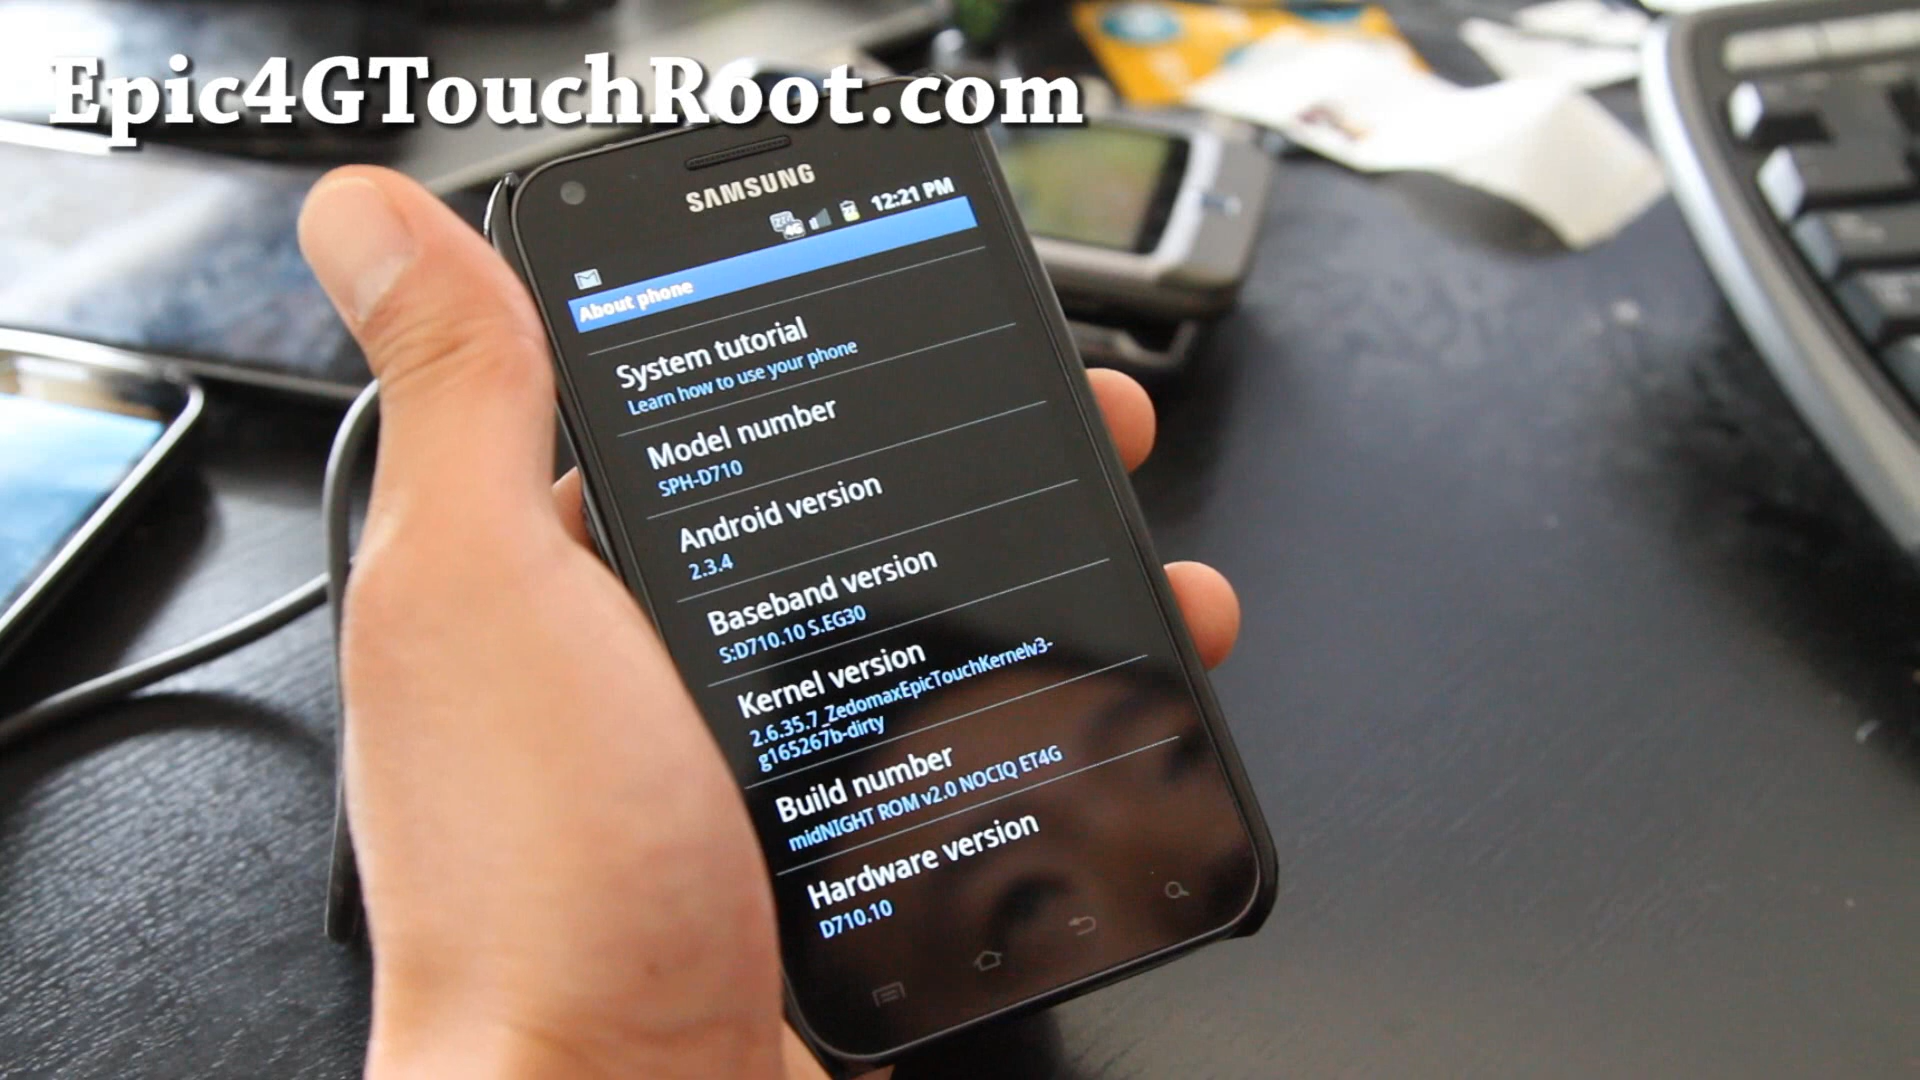 Epic4GTouchRoot.com
SAMSUNG
4G 12:21 PM
About phone
System tutorial
Learn how to use your phone
Model number
SPH-D710
Android version
2.3.4
Baseband version
S:D710.10 S.EG30
Kernel version
2.6.35.7_ZedomaxEpicTouchKernelv3-
g165267b-dirty
Build number
midNIGHT ROM v2.0 NOCIQ ET4G
Hardware version
D710.10